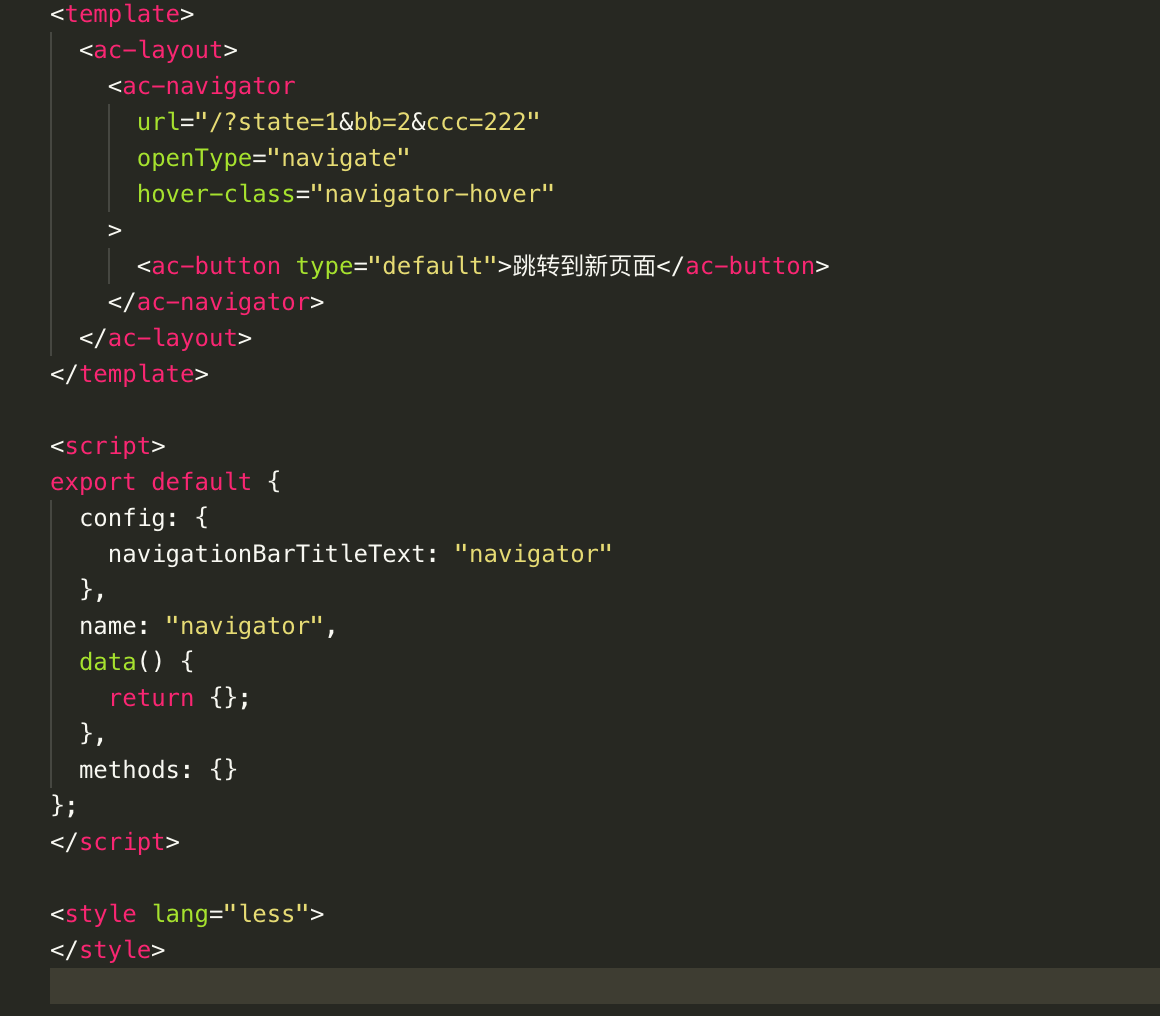 <template>
  <ac-layout>
    <ac-navigator
      url="/?state=1&bb=2&ccc=222"
      openType="navigate"
      hover-class="navigator-hover"
    >
      <ac-button type="default">跳转到新页面</ac-button>
    </ac-navigator>
  </ac-layout>
</template>

<script>
export default {
  config: {
    navigationBarTitleText: "navigator"
  },
  name: "navigator",
  data() {
    return {};
  },
  methods: {}
};
</script>

<style lang="less">
</style>